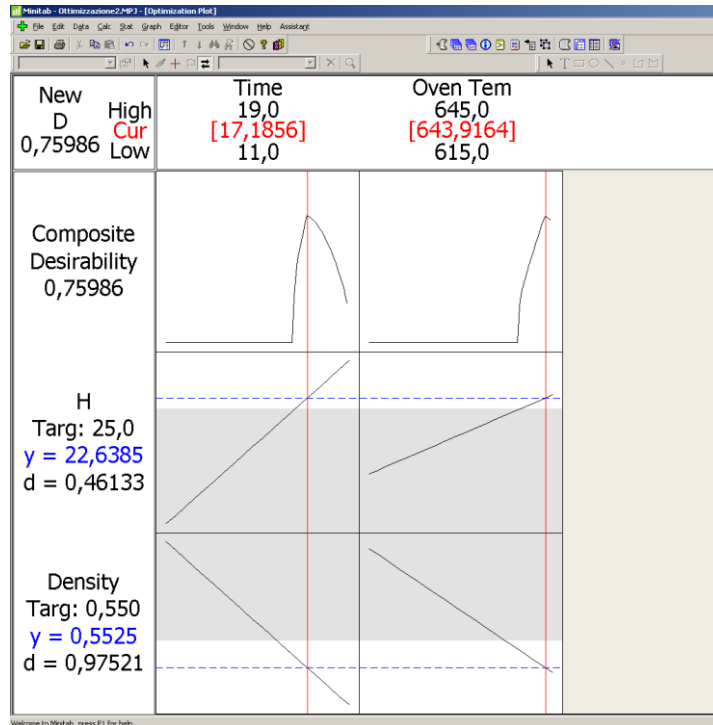 Minitab - Ottimizzazione2.MPJ - [Optimization Plot]
File Edit Data Calc Stat Graph Editor Tools Window Help Assistant
New
D
0,75986
High
Cur
Low
Time
19,0
[17,1856]
11,0
Oven Tem
645,0
[643,9164]
615,0
Composite
Desirability
0,75986
H
Targ: 25,0
y = 22,6385
d = 0,46133
Density
Targ: 0,550
y = 0,5525
d = 0,97521
Welcome to Minitab, press F1 for help.